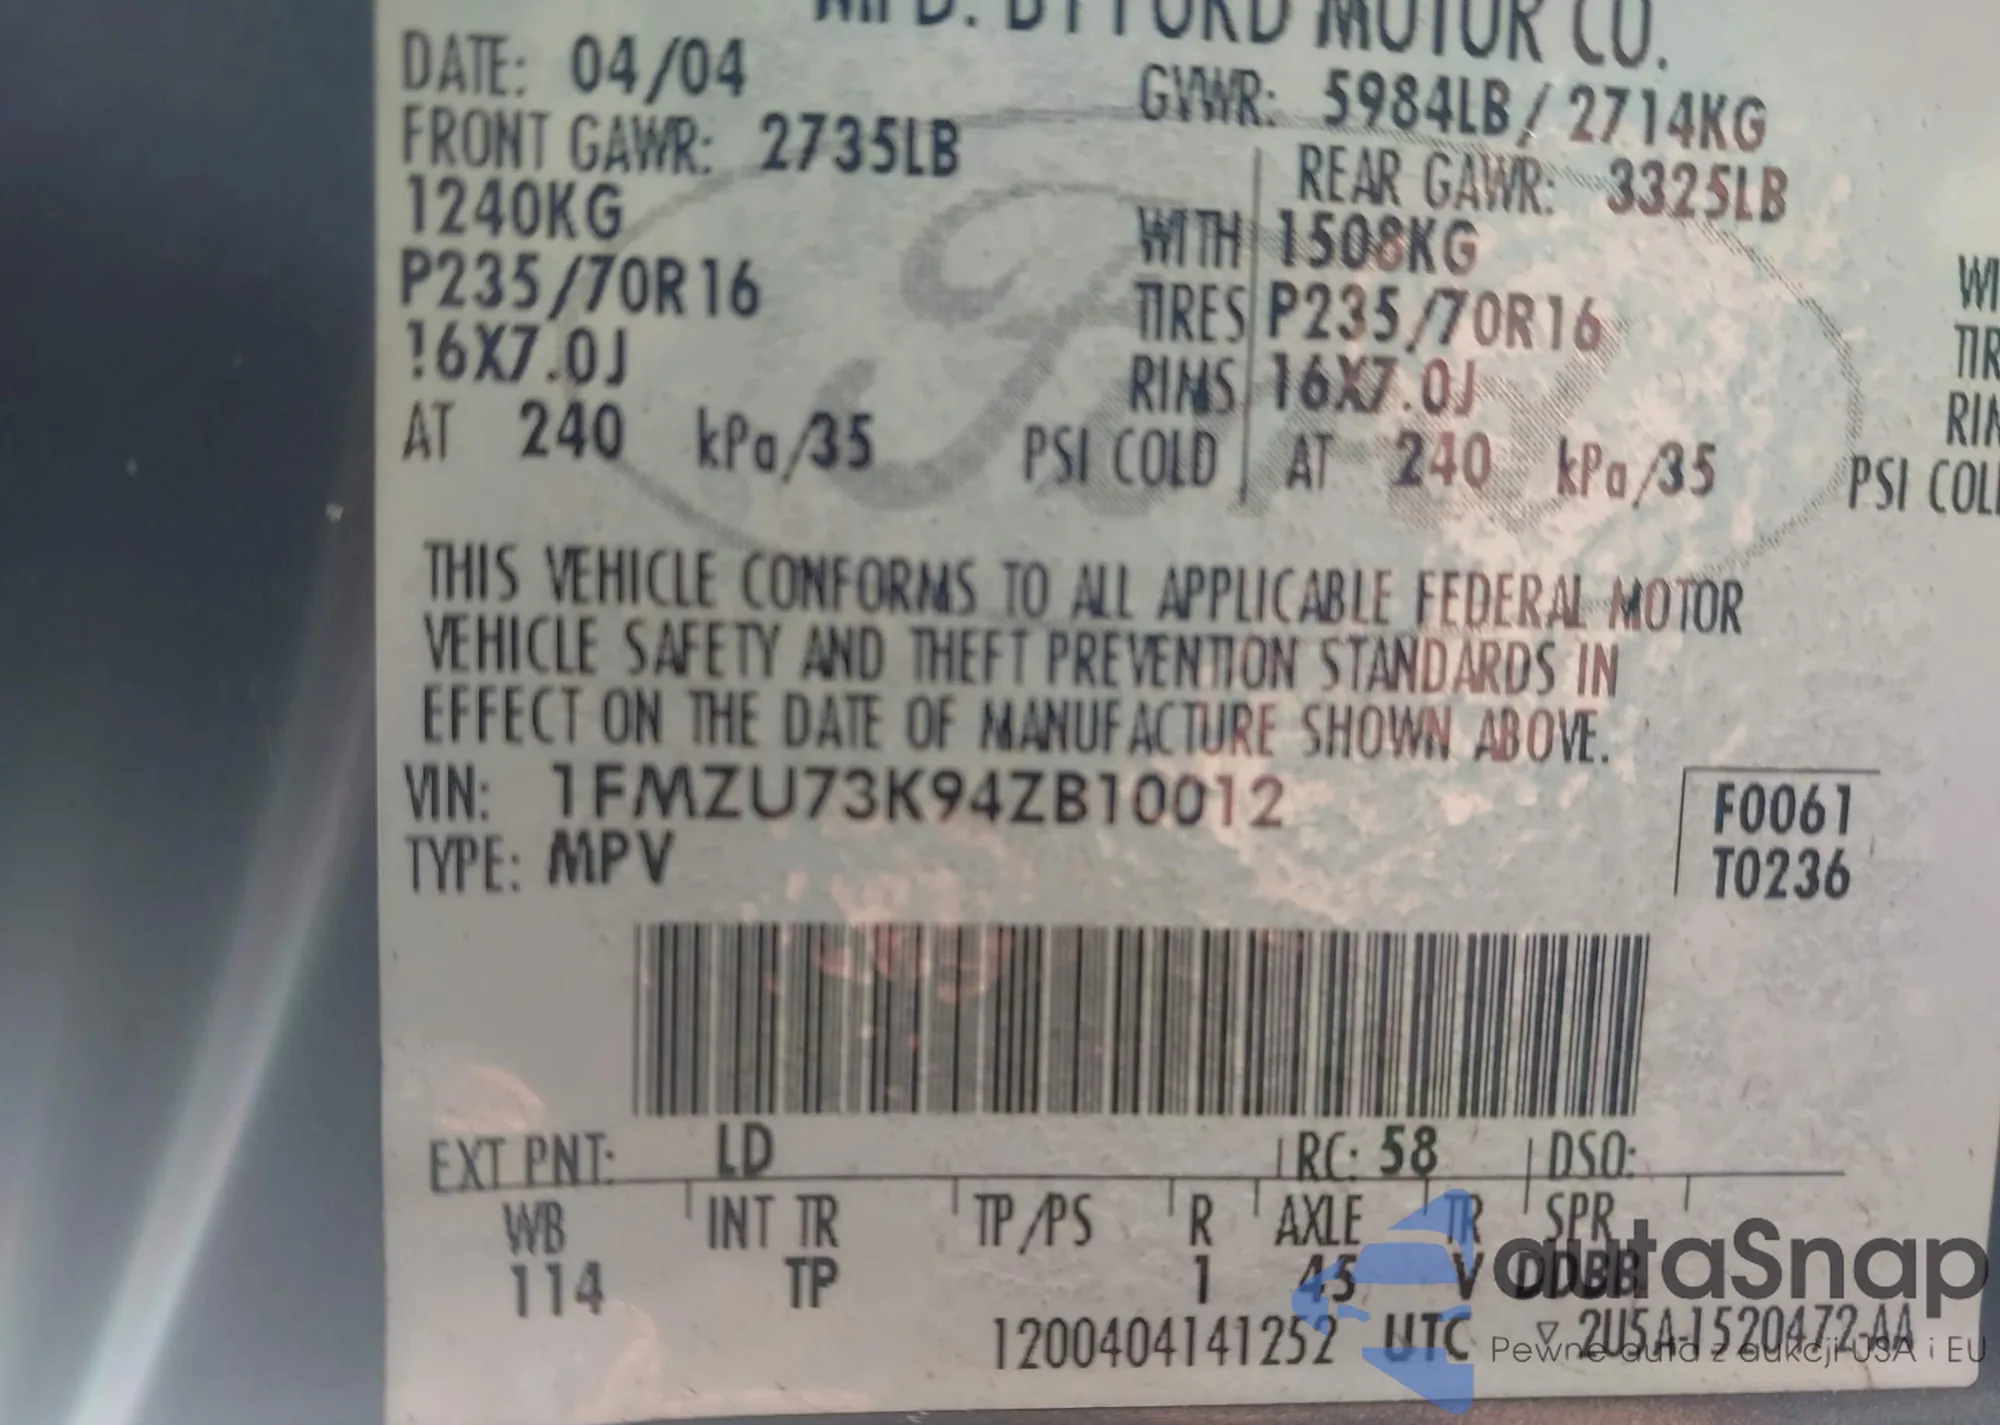 MFD. BY FORD MOTOR CO.
DATE: 04/04 GVWR: 5984LB/2714KG
FRONT GAWR: 2735LB REAR GAWR: 3325LB
1240KG WITH 1508KG WI
P235/70R16 TIRES P235/70R16 TIR
16X7.0J RIMS 16X7.0J RIM
AT 240 kPa/35 PSI COLD AT 240 kPa/35 PSI COL
THIS VEHICLE CONFORMS TO ALL APPLICABLE FEDERAL MOTOR
VEHICLE SAFETY AND THEFT PREVENTION STANDARDS IN
EFFECT ON THE DATE OF MANUFACTURE SHOWN ABOVE.
VIN: 1FMZU73K94ZB10012 F0061
TYPE: MPV T0236
EXT PNT: LD RC: 58 DSO:
WB INT TR TP/PS R AXLE TR SPR
114 TP 1 45 V DDBB
1200404141252 UTC ▽ 2U5A-1520472-AA
autaSnap
Pewne auta z aukcji USA i EU